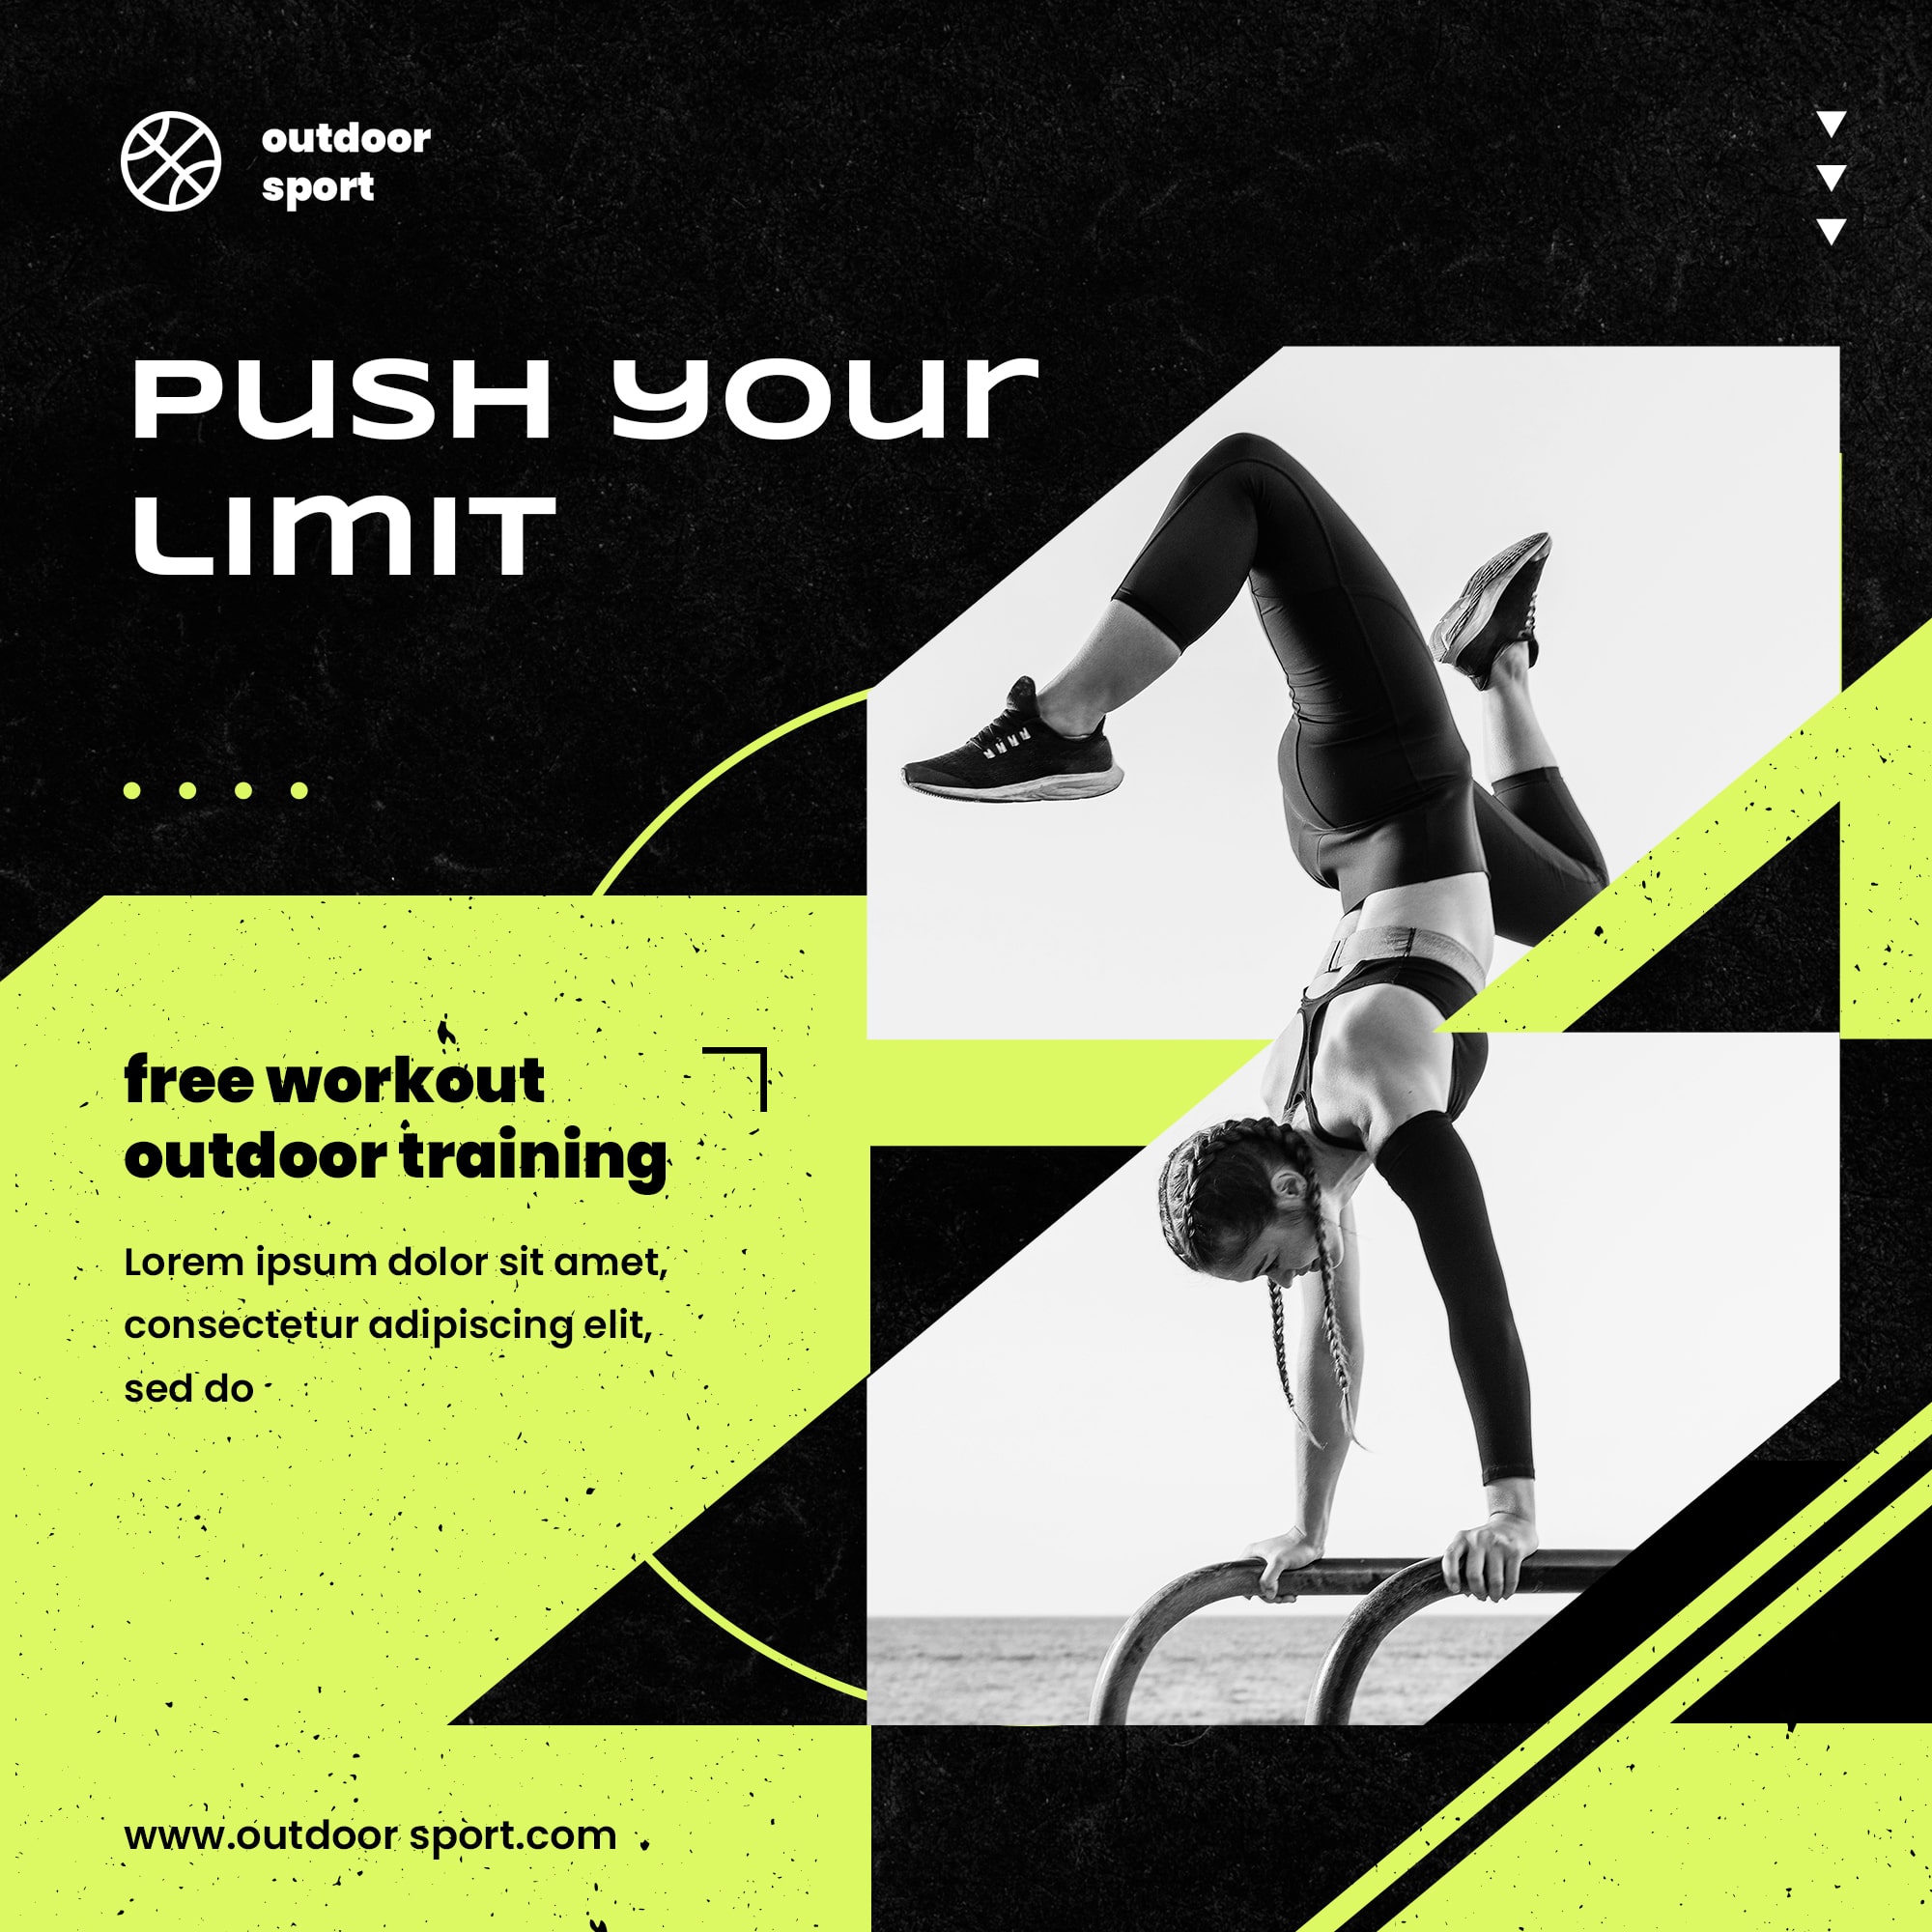 outdoor
sport
PUSH your
LIMIT
free workout
outdoor training
Lorem ipsum dolor sit amet,
consectetur adipiscing elit,
sed do
www.outdoor sport.com